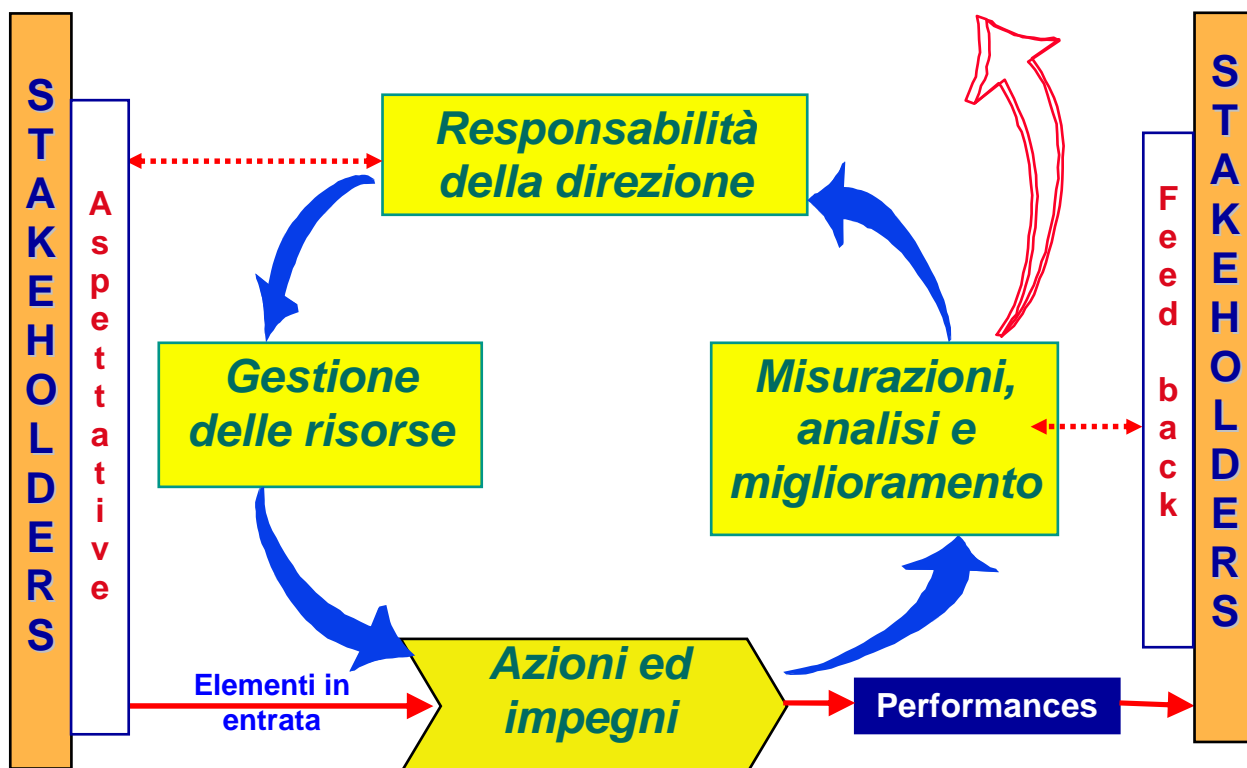 STAKEHOLDERS
Aspettative
Responsabilità
della direzione
Gestione
delle risorse
Misurazioni,
analisi e
miglioramento
Azioni ed
impegni
Elementi in
entrata
Performances
Feed back
STAKEHOLDERS